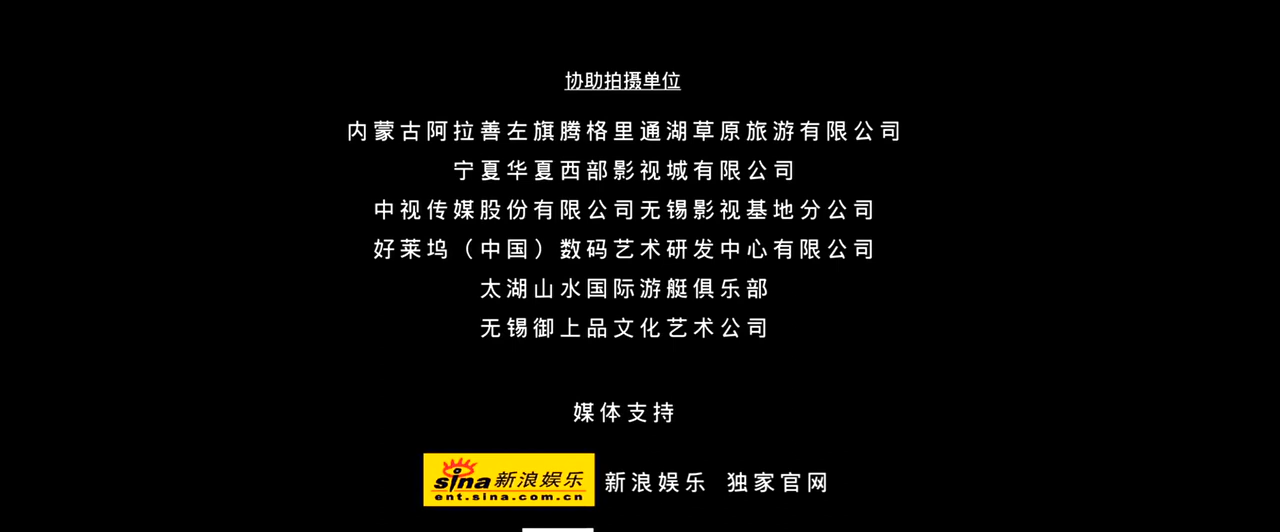 协助拍摄单位
内蒙古阿拉善左旗腾格里通湖草原旅游有限公司
宁夏华夏西部影视城有限公司
中视传媒股份有限公司无锡影视基地分公司
好莱坞（中国）数码艺术研发中心有限公司
太湖山水国际游艇俱乐部
无锡御上品文化艺术公司
媒体支持
sina新浪娱乐 新浪娱乐 独家官网
ent.sina.com.cn